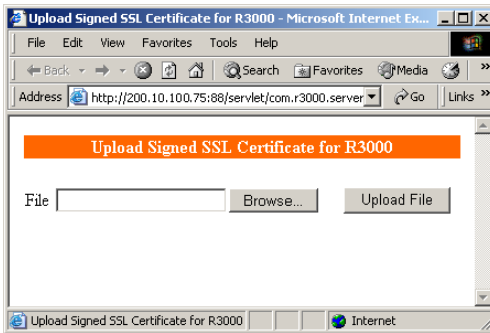 Upload Signed SSL Certificate for R3000 - Microsoft Internet Ex...
File Edit View Favorites Tools Help
Back Search Favorites Media »
Address http://200.10.100.75:88/servlet/com.r3000.server Go Links »
Upload Signed SSL Certificate for R3000
File Browse... Upload File
Upload Signed SSL Certificate for R3000 Internet